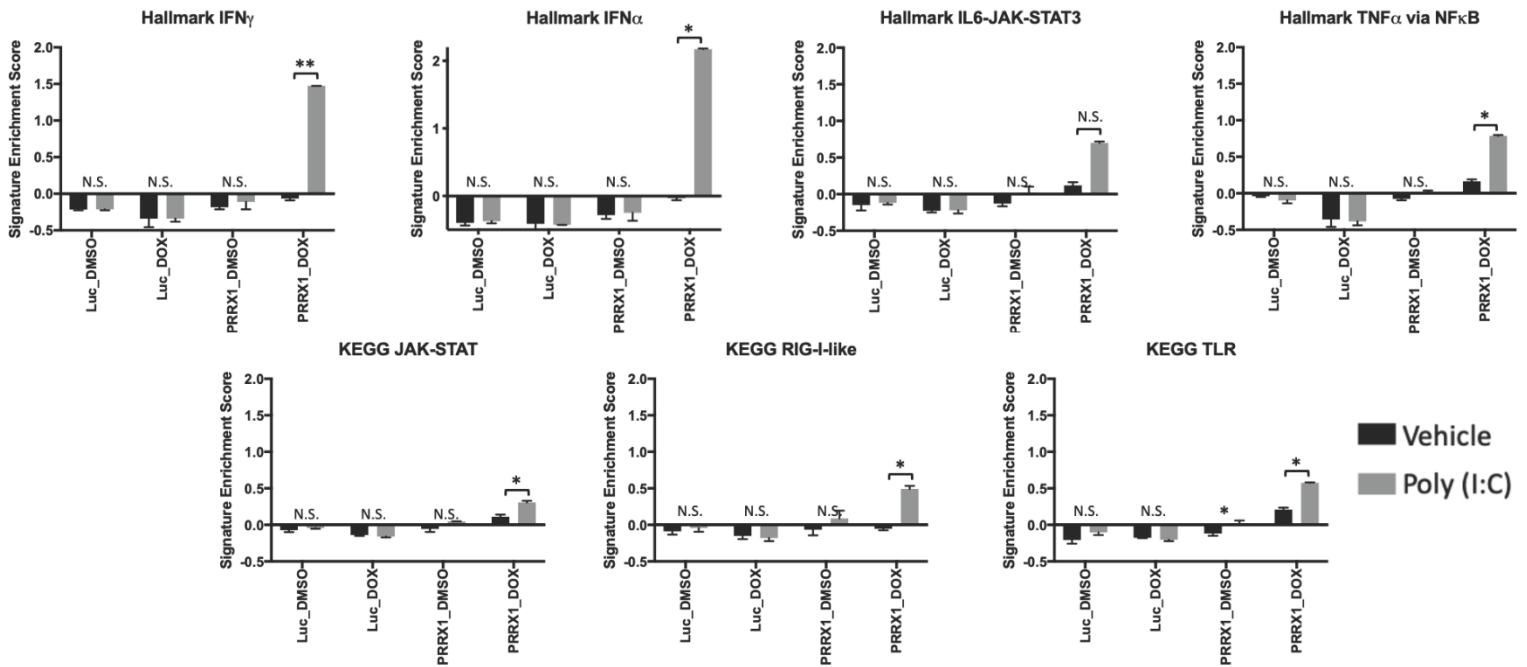 Hallmark IFNγ
Signature Enrichment Score
2.0
1.5
1.0
0.5
0.0
-0.5
N.S.
N.S.
N.S.
**
Luc_DMSO
Luc_DOX
PRRX1_DMSO
PRRX1_DOX
Hallmark IFNα
Signature Enrichment Score
2
1
0
N.S.
N.S.
N.S.
*
Luc_DMSO
Luc_DOX
PRRX1_DMSO
PRRX1_DOX
Hallmark IL6-JAK-STAT3
Signature Enrichment Score
2.0
1.5
1.0
0.5
0.0
-0.5
N.S.
N.S.
N.S.
N.S.
Luc_DMSO
Luc_DOX
PRRX1_DMSO
PRRX1_DOX
Hallmark TNFα via NFκB
Signature Enrichment Score
2.0
1.5
1.0
0.5
0.0
-0.5
N.S.
N.S.
N.S.
*
Luc_DMSO
Luc_DOX
PRRX1_DMSO
PRRX1_DOX
KEGG JAK-STAT
Signature Enrichment Score
2.0
1.5
1.0
0.5
0.0
-0.5
N.S.
N.S.
N.S.
*
Luc_DMSO
Luc_DOX
PRRX1_DMSO
PRRX1_DOX
KEGG RIG-I-like
Signature Enrichment Score
2.0
1.5
1.0
0.5
0.0
-0.5
N.S.
N.S.
N.S.
*
Luc_DMSO
Luc_DOX
PRRX1_DMSO
PRRX1_DOX
KEGG TLR
Signature Enrichment Score
2.0
1.5
1.0
0.5
0.0
-0.5
N.S.
N.S.
*
*
Luc_DMSO
Luc_DOX
PRRX1_DMSO
PRRX1_DOX
Vehicle
Poly (I:C)